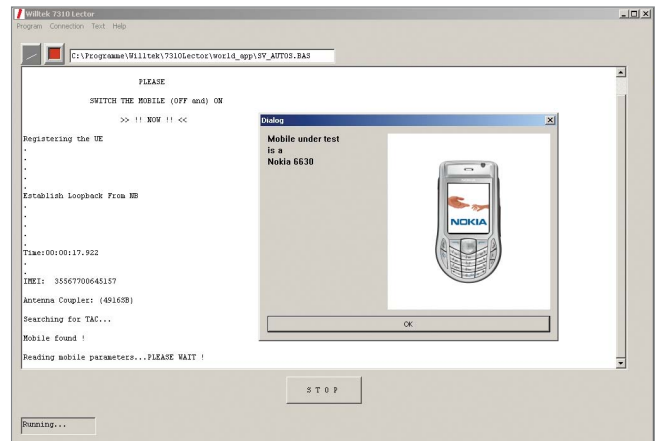 Willtek 7310 Lector
Program Connection Text Help
C:\Programme\Willtek\7310Lector\world_app\SV_AUTOS.BAS
PLEASE
SWITCH THE MOBILE (OFF and) ON
>> !! NOW !! <<
Registering the UE
.
.
.
.
Establish Loopback From NB
.
.
.
.
Time:00:00:17.922
.
.
IMEI: 35567700645157
Antenna Coupler: (4916SB)
Searching for TAC...
Mobile found !
Reading mobile parameters...PLEASE WAIT !
Dialog
Mobile under test
is a
Nokia 6630
NOKIA
OK
S T O P
Running...